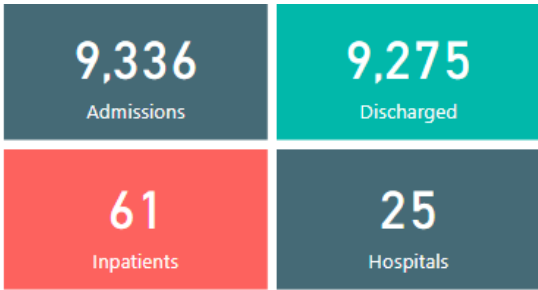 9,336
Admissions
9,275
Discharged
61
Inpatients
25
Hospitals